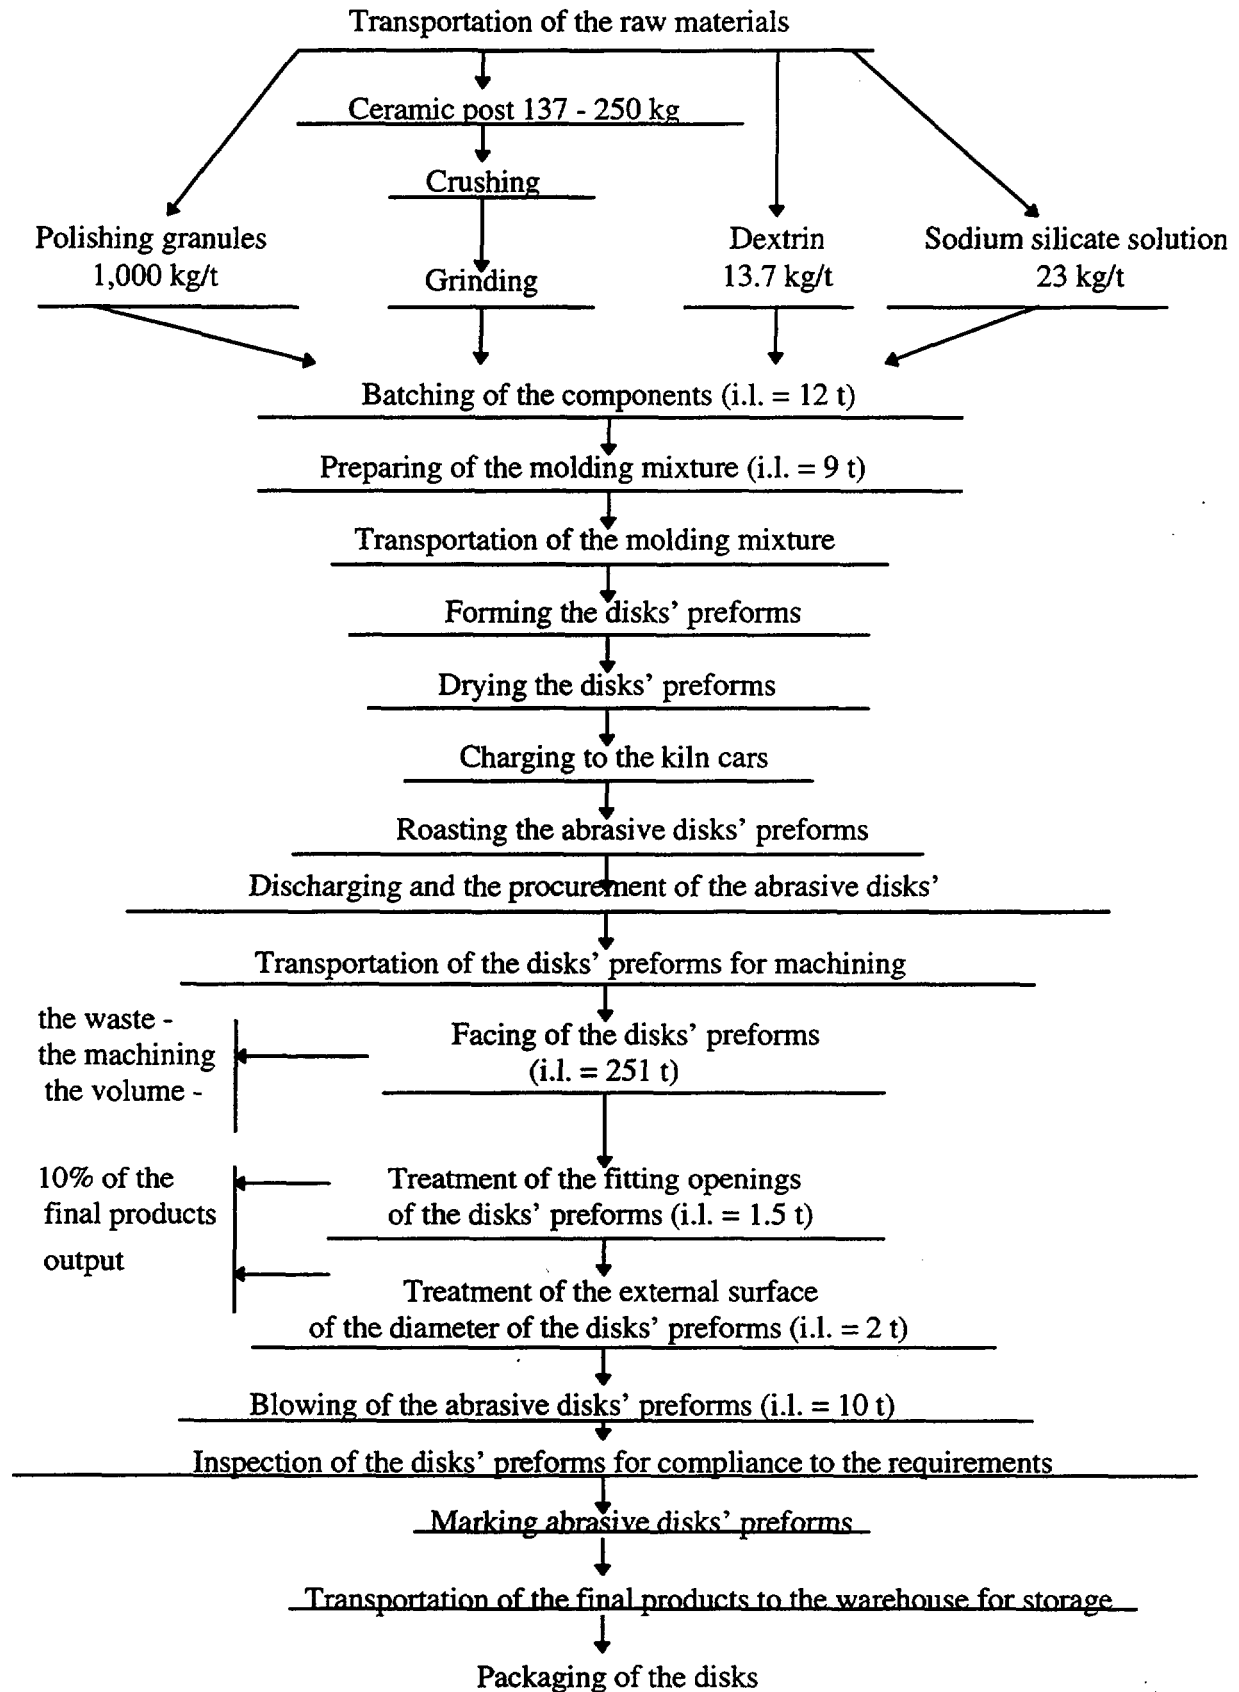 Transportation of the raw materials
Ceramic post 137 - 250 kg
Crushing
Polishing granules
1,000 kg/t
Grinding
Dextrin
13.7 kg/t
Sodium silicate solution
23 kg/t
Batching of the components (i.l. = 12 t)
Preparing of the molding mixture (i.l. = 9 t)
Transportation of the molding mixture
Forming the disks’ preforms
Drying the disks’ preforms
Charging to the kiln cars
Roasting the abrasive disks’ preforms
Discharging and the procurement of the abrasive disks’
Transportation of the disks’ preforms for machining
the waste -
the machining
the volume -
Facing of the disks’ preforms
(i.l. = 251 t)
10% of the
final products
output
Treatment of the fitting openings
of the disks’ preforms (i.l. = 1.5 t)
Treatment of the external surface
of the diameter of the disks’ preforms (i.l. = 2 t)
Blowing of the abrasive disks’ preforms (i.l. = 10 t)
Inspection of the disks’ preforms for compliance to the requirements
Marking abrasive disks’ preforms
Transportation of the final products to the warehouse for storage
Packaging of the disks